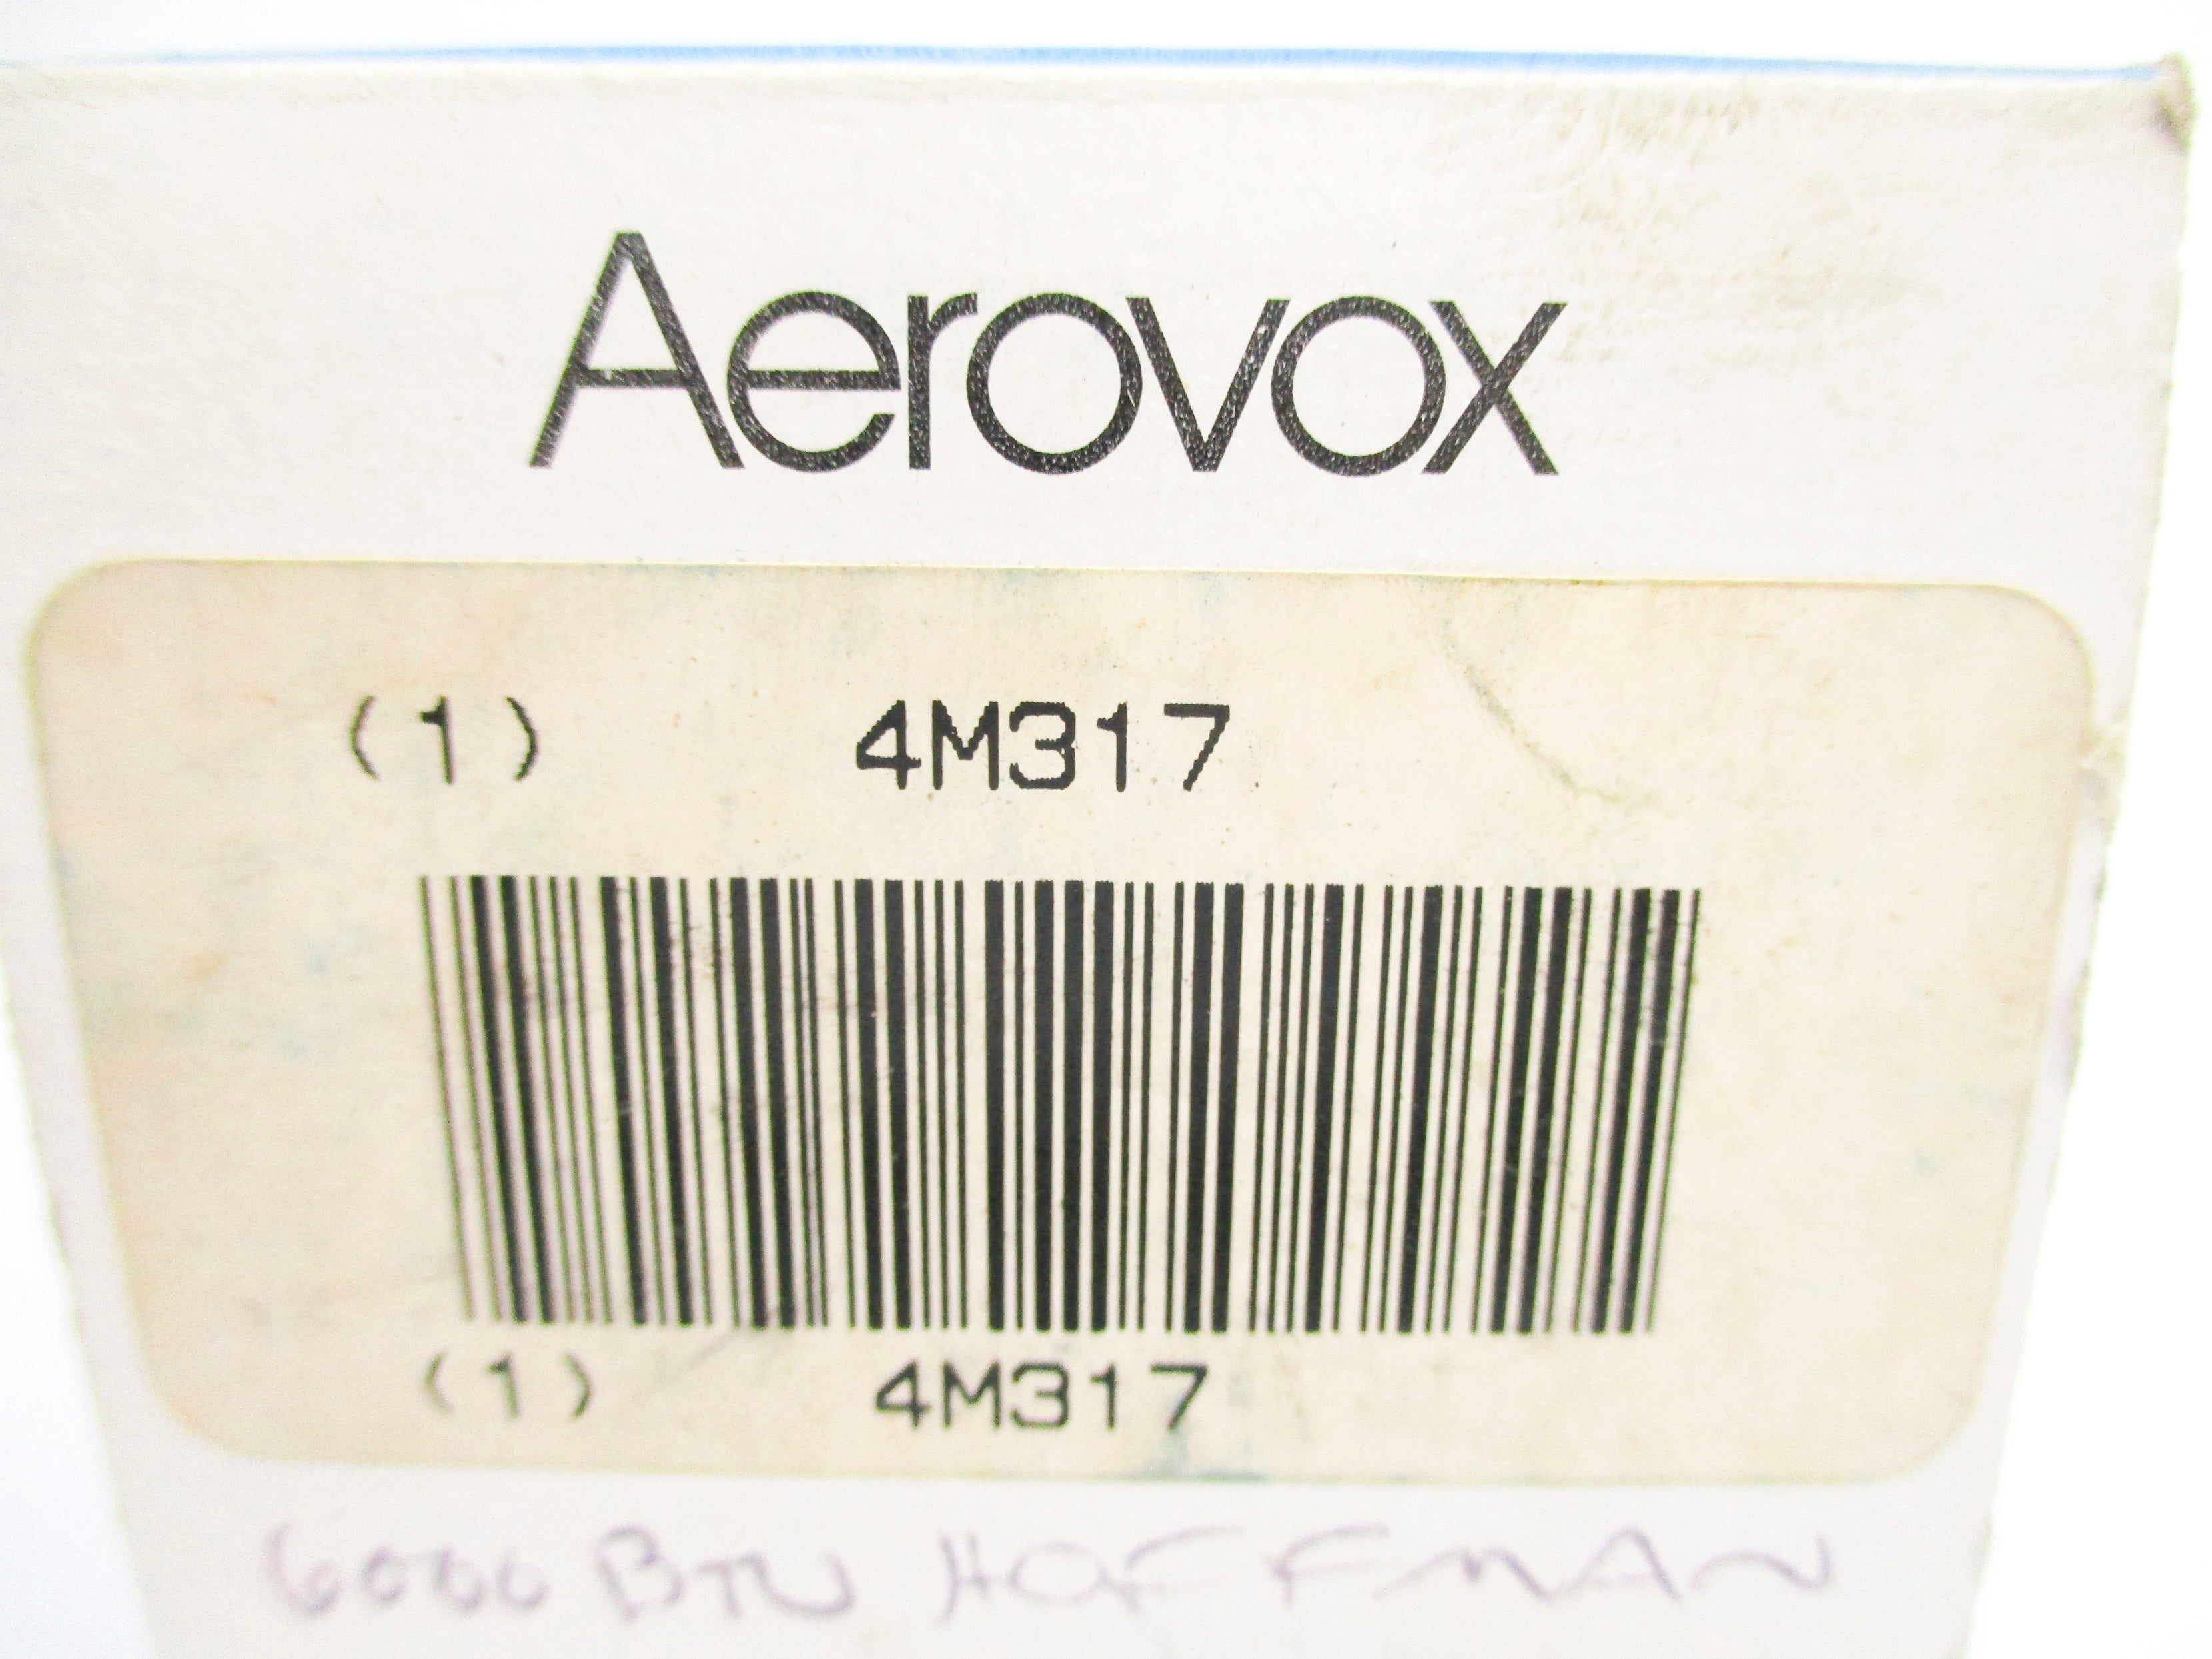 Aerovox
(1) 4M317
(1) 4M317
6000 BTU HOFFMAN